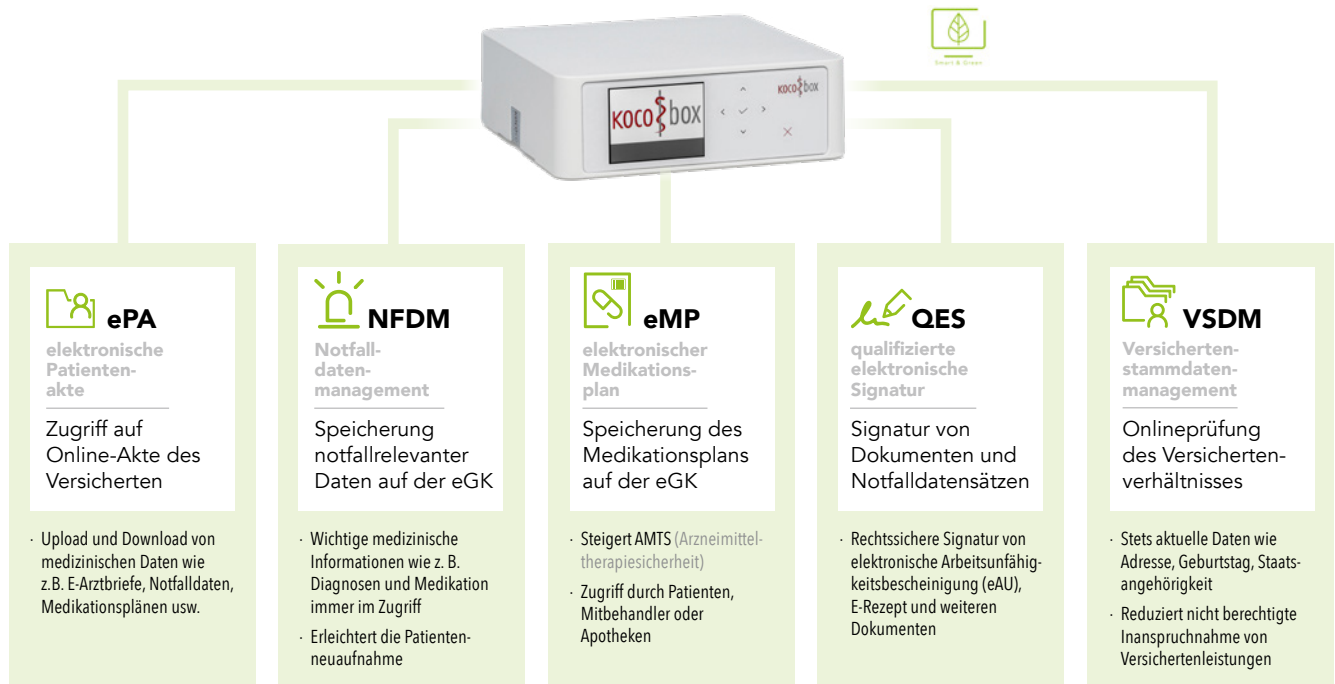 Smart & Green
KOCO box
KOCO box
ePA
elektronische
Patienten-
akte
Zugriff auf
Online-Akte des
Versicherten
· Upload und Download von
medizinischen Daten wie
z.B. E-Arztbriefe, Notfalldaten,
Medikationsplänen usw.
NFDM
Notfall-
daten-
management
Speicherung
notfallrelevanter
Daten auf der eGK
· Wichtige medizinische
Informationen wie z. B.
Diagnosen und Medikation
immer im Zugriff
· Erleichtert die Patienten-
neuaufnahme
eMP
elektronischer
Medikations-
plan
Speicherung des
Medikationsplans
auf der eGK
· Steigert AMTS (Arzneimittel-
therapiesicherheit)
· Zugriff durch Patienten,
Mitbehandler oder
Apotheken
QES
qualifizierte
elektronische
Signatur
Signatur von
Dokumenten und
Notfalldatensätzen
· Rechtssichere Signatur von
elektronische Arbeitsunfähig-
keitsbescheinigung (eAU),
E-Rezept und weiteren
Dokumenten
VSDM
Versicherten-
stammdaten-
management
Onlineprüfung
des Versicherten-
verhältnisses
· Stets aktuelle Daten wie
Adresse, Geburtstag, Staats-
angehörigkeit
· Reduziert nicht berechtigte
Inanspruchnahme von
Versichertenleistungen